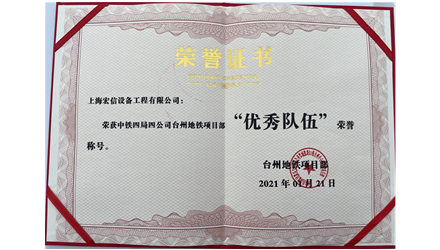 荣誉证书
上海宏信设备工程有限公司：
荣获中铁四局四公司台州地铁项目部“优秀队伍”荣誉
称号。
台州地铁项目部
2021年01月21日